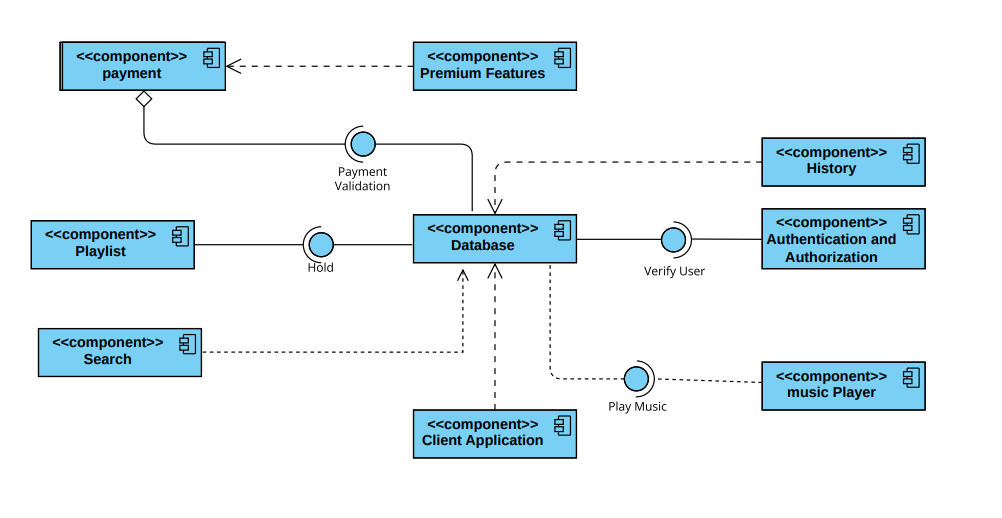 <<component>>
payment
<<component>>
Premium Features
Payment
Validation
<<component>>
History
<<component>>
Playlist
Hold
<<component>>
Database
Verify User
<<component>>
Authentication and
Authorization
<<component>>
Search
Play Music
<<component>>
music Player
<<component>>
Client Application